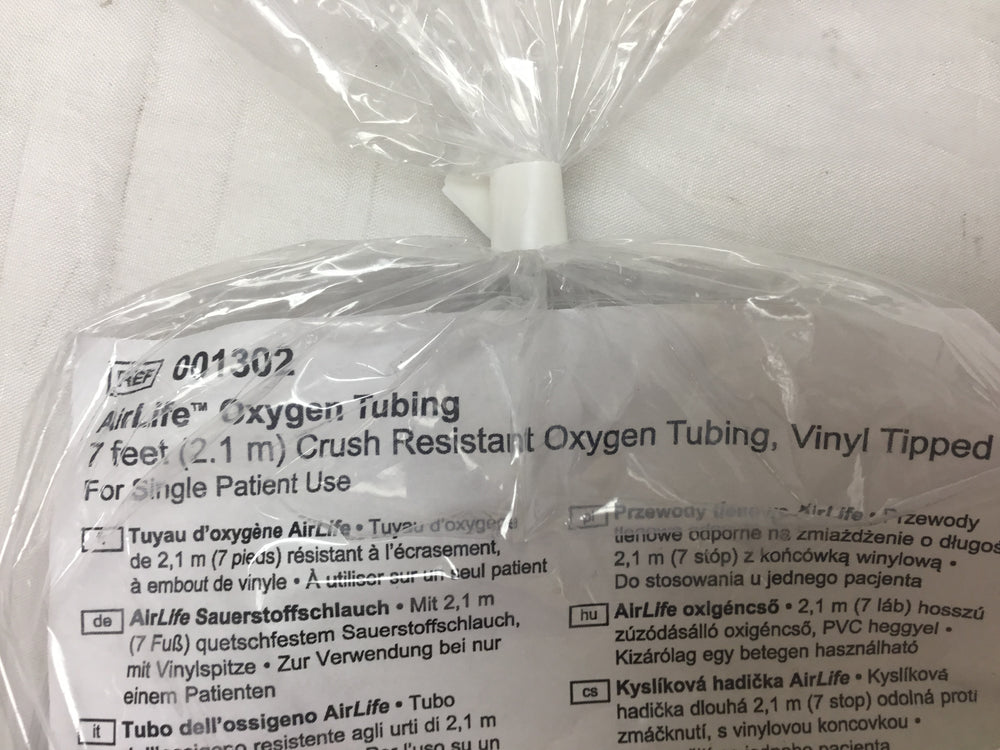 REF 001302
AirLife™ Oxygen Tubing
7 feet (2.1 m) Crush Resistant Oxygen Tubing, Vinyl Tipped
For Single Patient Use
Tuyau d'oxygène AirLife • Tuyau d'oxygène
de 2,1 m (7 pieds) résistant à l'écrasement,
à embout de vinyle • À utiliser sur un seul patient
de AirLife Sauerstoffschlauch • Mit 2,1 m
(7 Fuß) quetschfestem Sauerstoffschlauch,
mit Vinylspitze • Zur Verwendung bei nur
einem Patienten
it Tubo dell'ossigeno AirLife • Tubo
resistente agli urti di 2,1 m
Per l'uso su un
pl Przewody tlenowe AirLife • Przewody
tlenowe odporne na zmiażdżenie o długoś
2,1 m (7 stóp) z końcówką winylową •
Do stosowania u jednego pacjenta
hu AirLife oxigéncső • 2,1 m (7 láb) hosszú
zúzódásálló oxigéncső, PVC heggyel •
Kizárólag egy betegen használható
cs Kyslíková hadička AirLife • Kyslíková
hadička dlouhá 2,1 m (7 stop) odolná proti
zmáčknutí, s vinylovou koncovkou •
pacienta